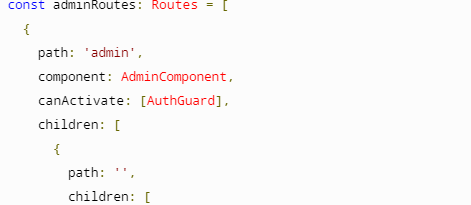 const adminRoutes: Routes = [
  {
    path: 'admin',
    component: AdminComponent,
    canActivate: [AuthGuard],
    children: [
      {
        path: '',
        children: [